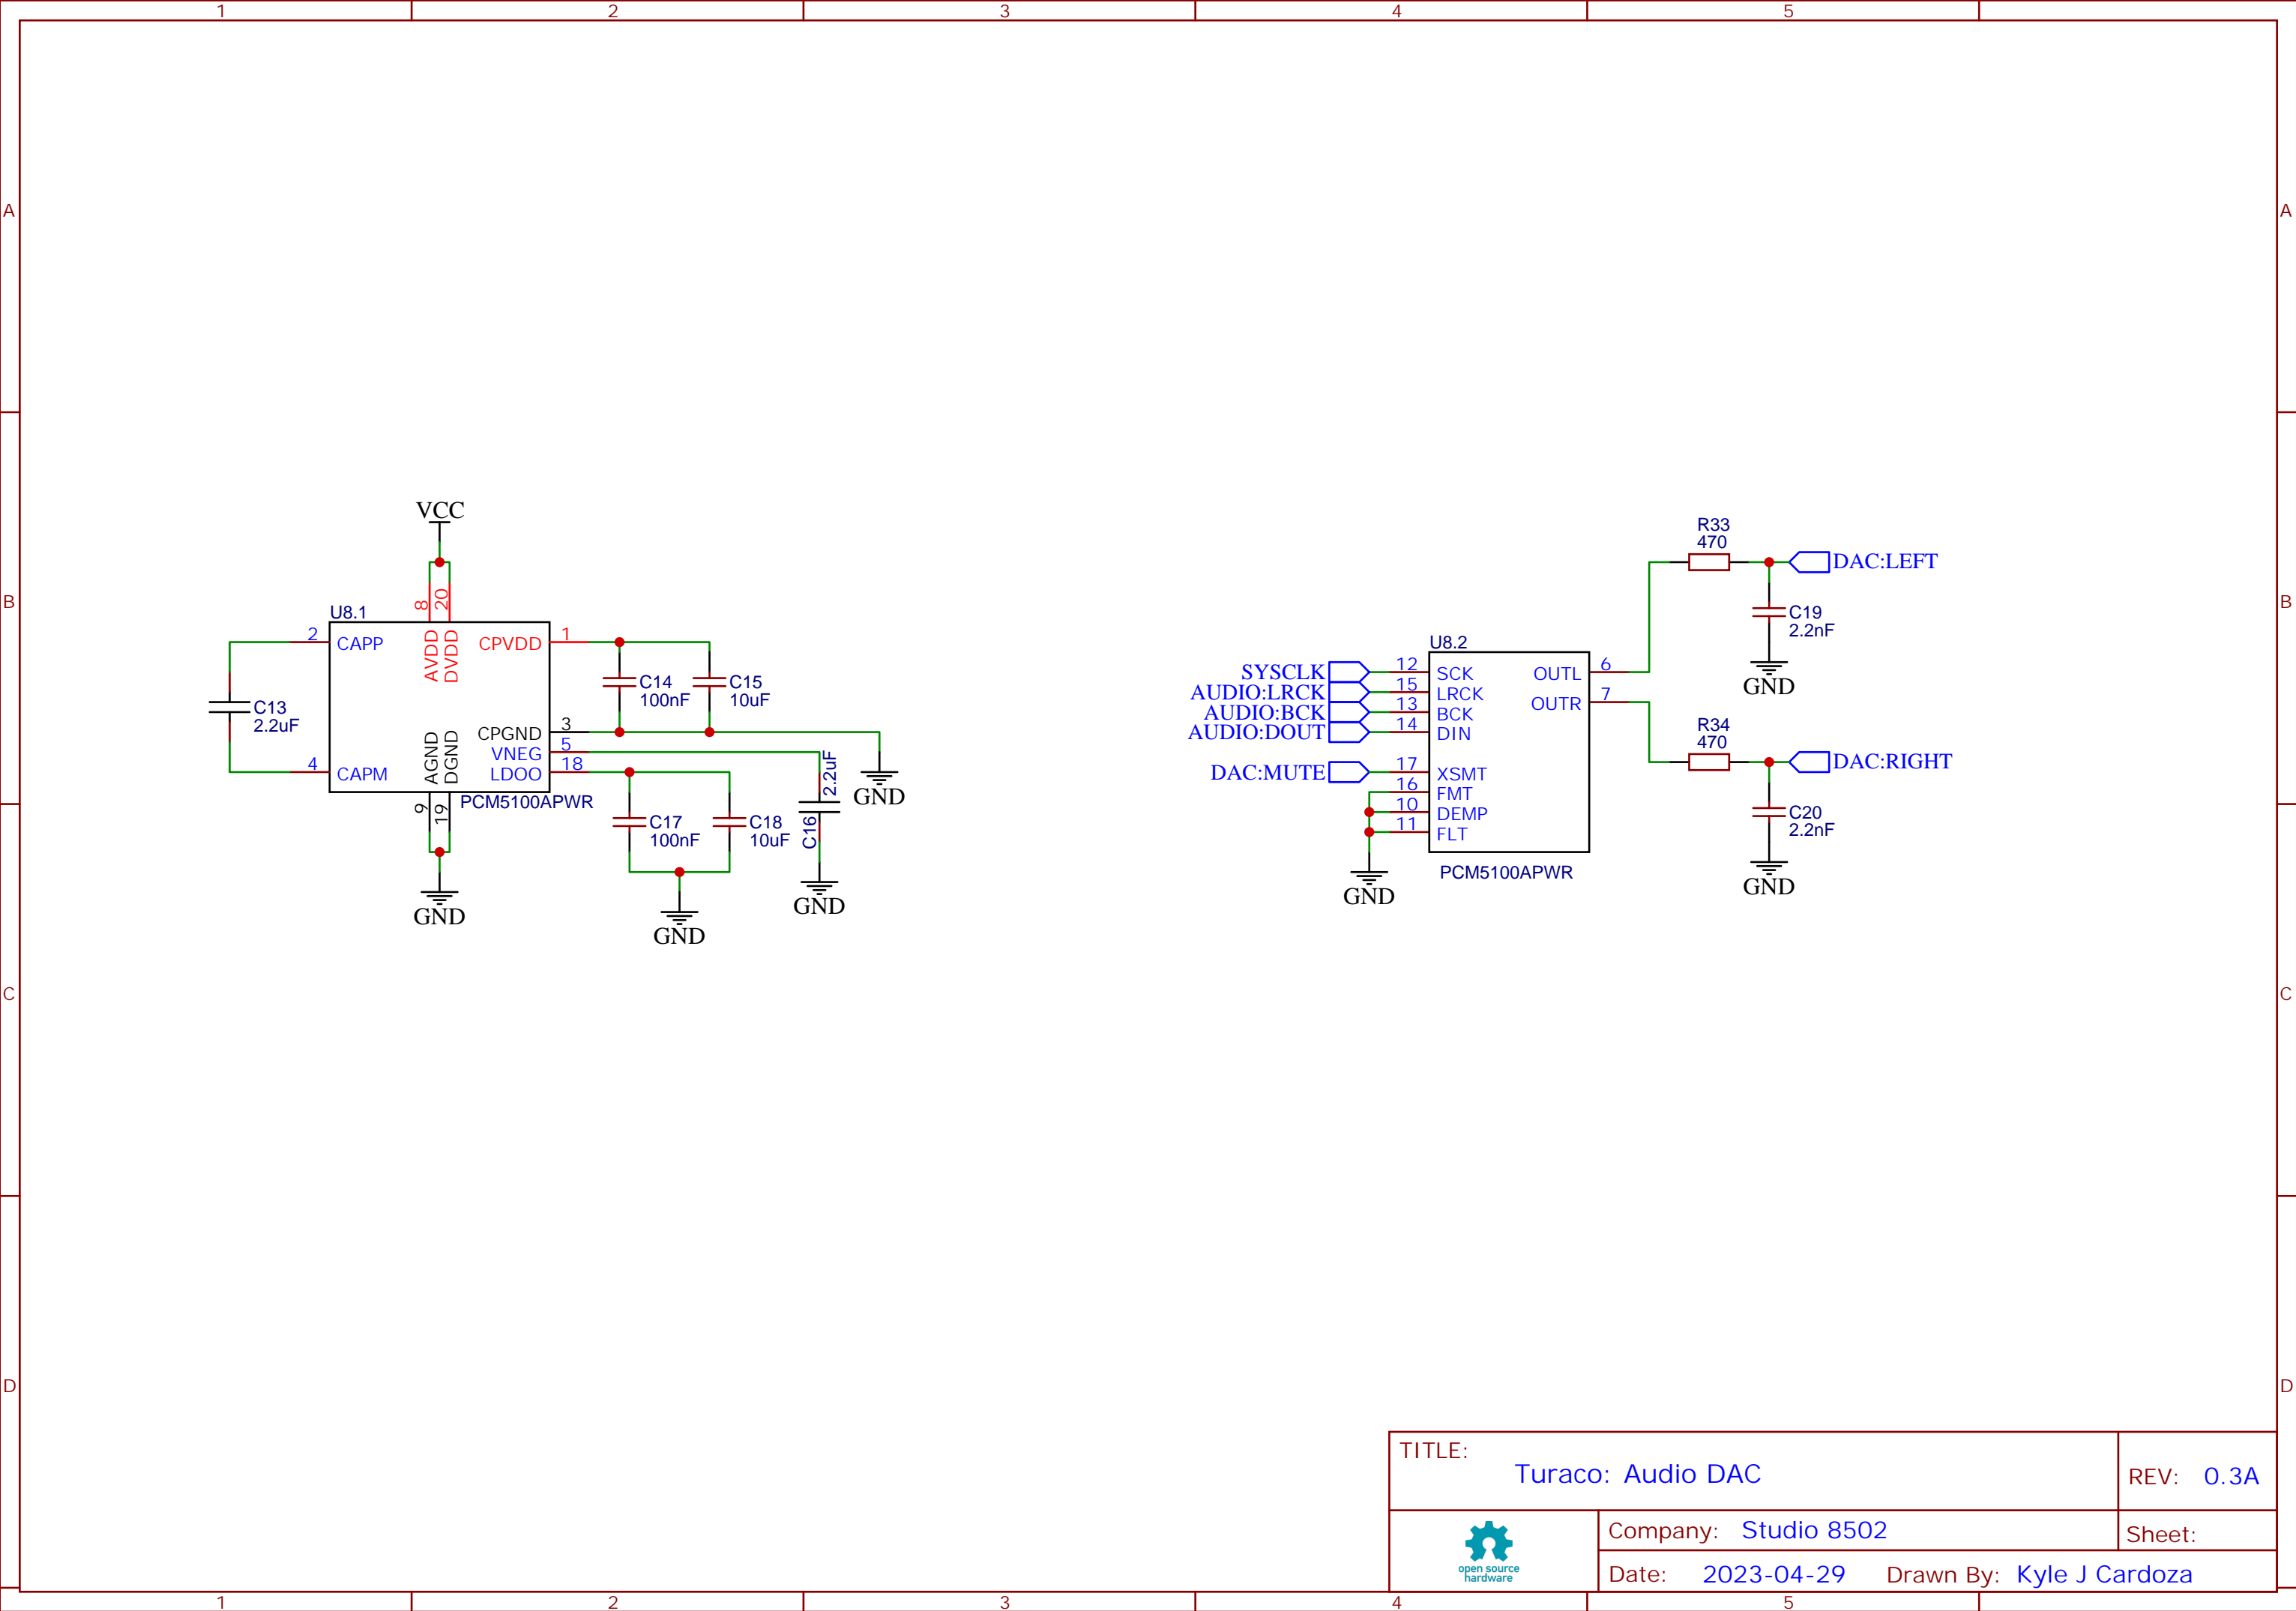 1 2 3 4 5
A A
B B
C C
D D
VCC
U8.1
8 20
2 CAPP
AVDD
DVDD
CPVDD 1
C13
2.2uF
C14
100nF
C15
10uF
AGND
DGND
CPGND 3
VNEG 5
LDOO 18
4 CAPM
9 19
PCM5100APWR
GND
C17
100nF
C18
10uF
GND
C16
2.2uF
GND
GND
U8.2
SYSCLK 12 SCK
AUDIO:LRCK 15 LRCK
AUDIO:BCK 13 BCK
AUDIO:DOUT 14 DIN
DAC:MUTE 17 XSMT
16 FMT
10 DEMP
11 FLT
GND
PCM5100APWR
OUTL 6
OUTR 7
R33
470
DAC:LEFT
C19
2.2nF
GND
R34
470
DAC:RIGHT
C20
2.2nF
GND
TITLE:
Turaco: Audio DAC
REV: 0.3A
open source
hardware
Company: Studio 8502
Sheet:
Date: 2023-04-29 Drawn By: Kyle J Cardoza
1 2 3 4 5